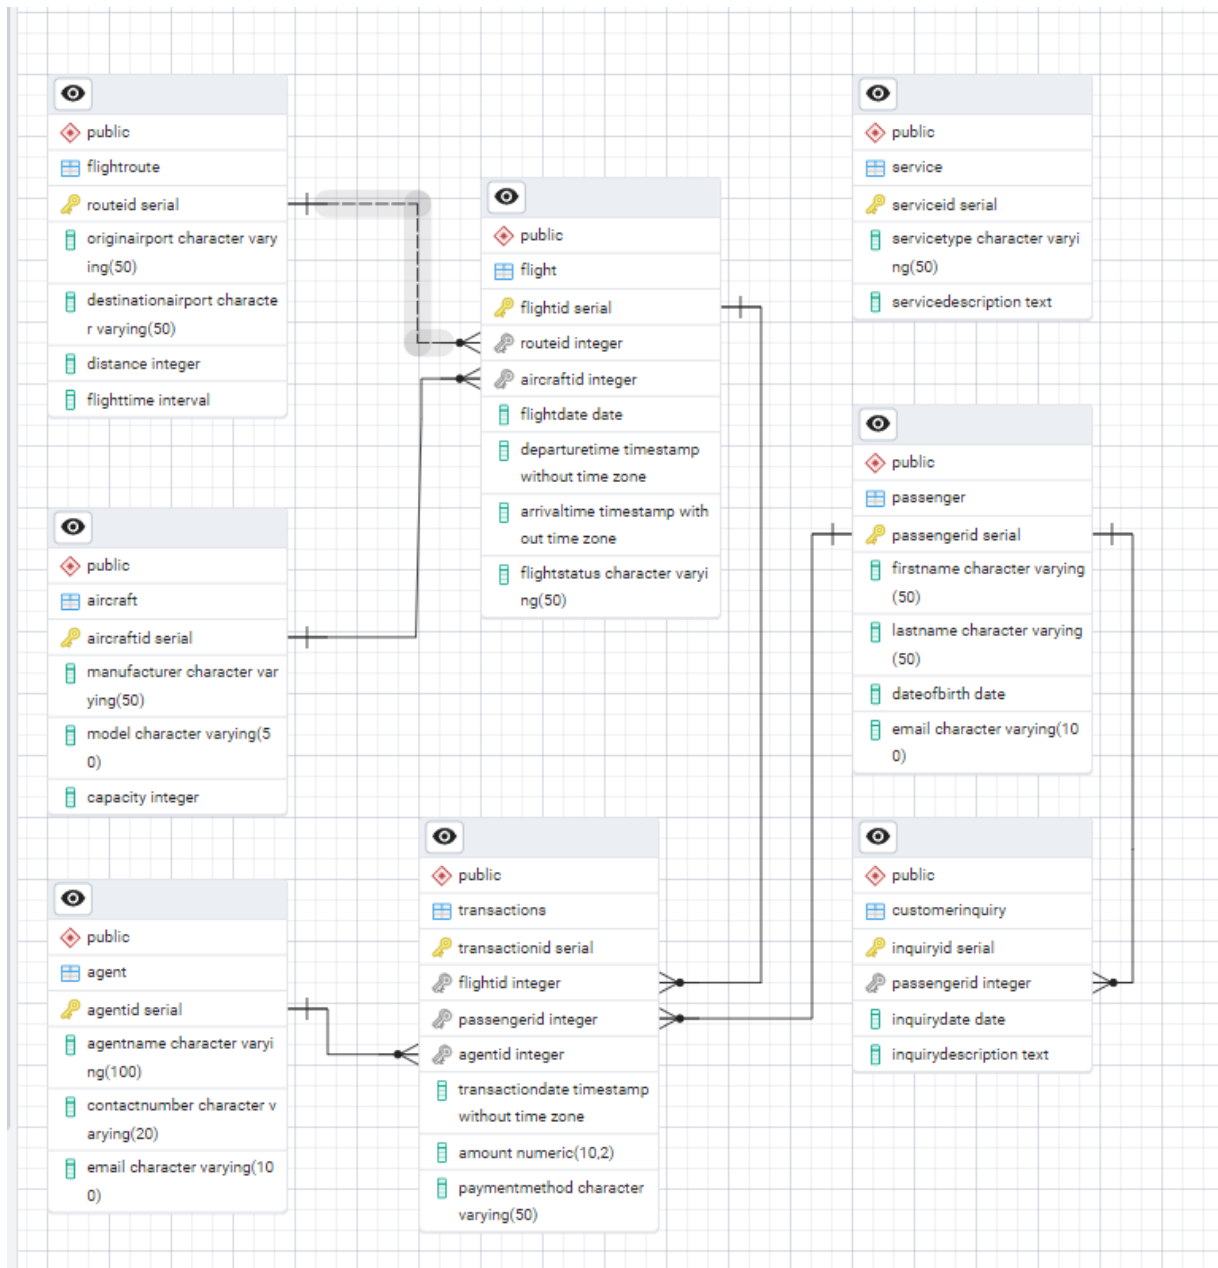 public
flightroute
routeid serial
originairport character vary
ing(50)
destinationairport characte
r varying(50)
distance integer
flighttime interval
public
flight
flightid serial
routeid integer
aircraftid integer
flightdate date
departuretime timestamp
without time zone
arrivaltime timestamp with
out time zone
flightstatus character varyi
ng(50)
public
service
serviceid serial
servicetype character varyi
ng(50)
servicedescription text
public
aircraft
aircraftid serial
manufacturer character var
ying(50)
model character varying(5
0)
capacity integer
public
passenger
passengerid serial
firstname character varying
(50)
lastname character varying
(50)
dateofbirth date
email character varying(10
0)
public
agent
agentid serial
agentname character varyi
ng(100)
contactnumber character v
arying(20)
email character varying(10
0)
public
transactions
transactionid serial
flightid integer
passengerid integer
agentid integer
transactiondate timestamp
without time zone
amount numeric(10,2)
paymentmethod character
varying(50)
public
customerinquiry
inquiryid serial
passengerid integer
inquirydate date
inquirydescription text